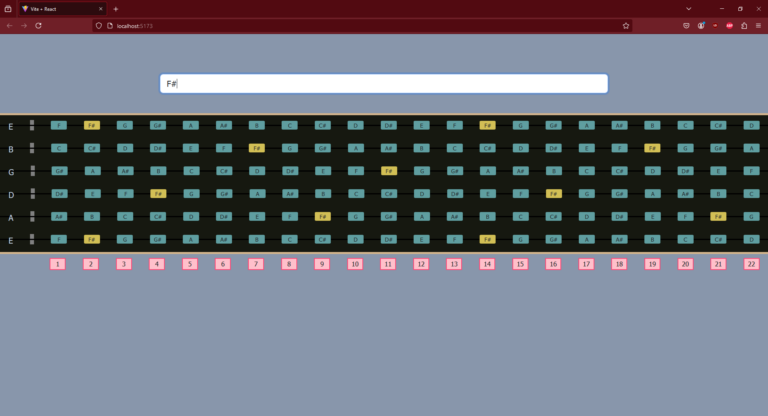 Vite + React
localhost:5173
F#
E F F# G G# A A# B C C# D D# E F F# G G# A A# B C C# D
B C C# D D# E F F# G G# A A# B C C# D D# E F F# G G# A
G G# A A# B C C# D D# E F F# G G# A A# B C C# D D# E F
D D# E F F# G G# A A# B C C# D D# E F F# G G# A A# B C
A A# B C C# D D# E F F# G G# A A# B C C# D D# E F F# G
E F F# G G# A A# B C C# D D# E F F# G G# A A# B C C# D
1 2 3 4 5 6 7 8 9 10 11 12 13 14 15 16 17 18 19 20 21 22